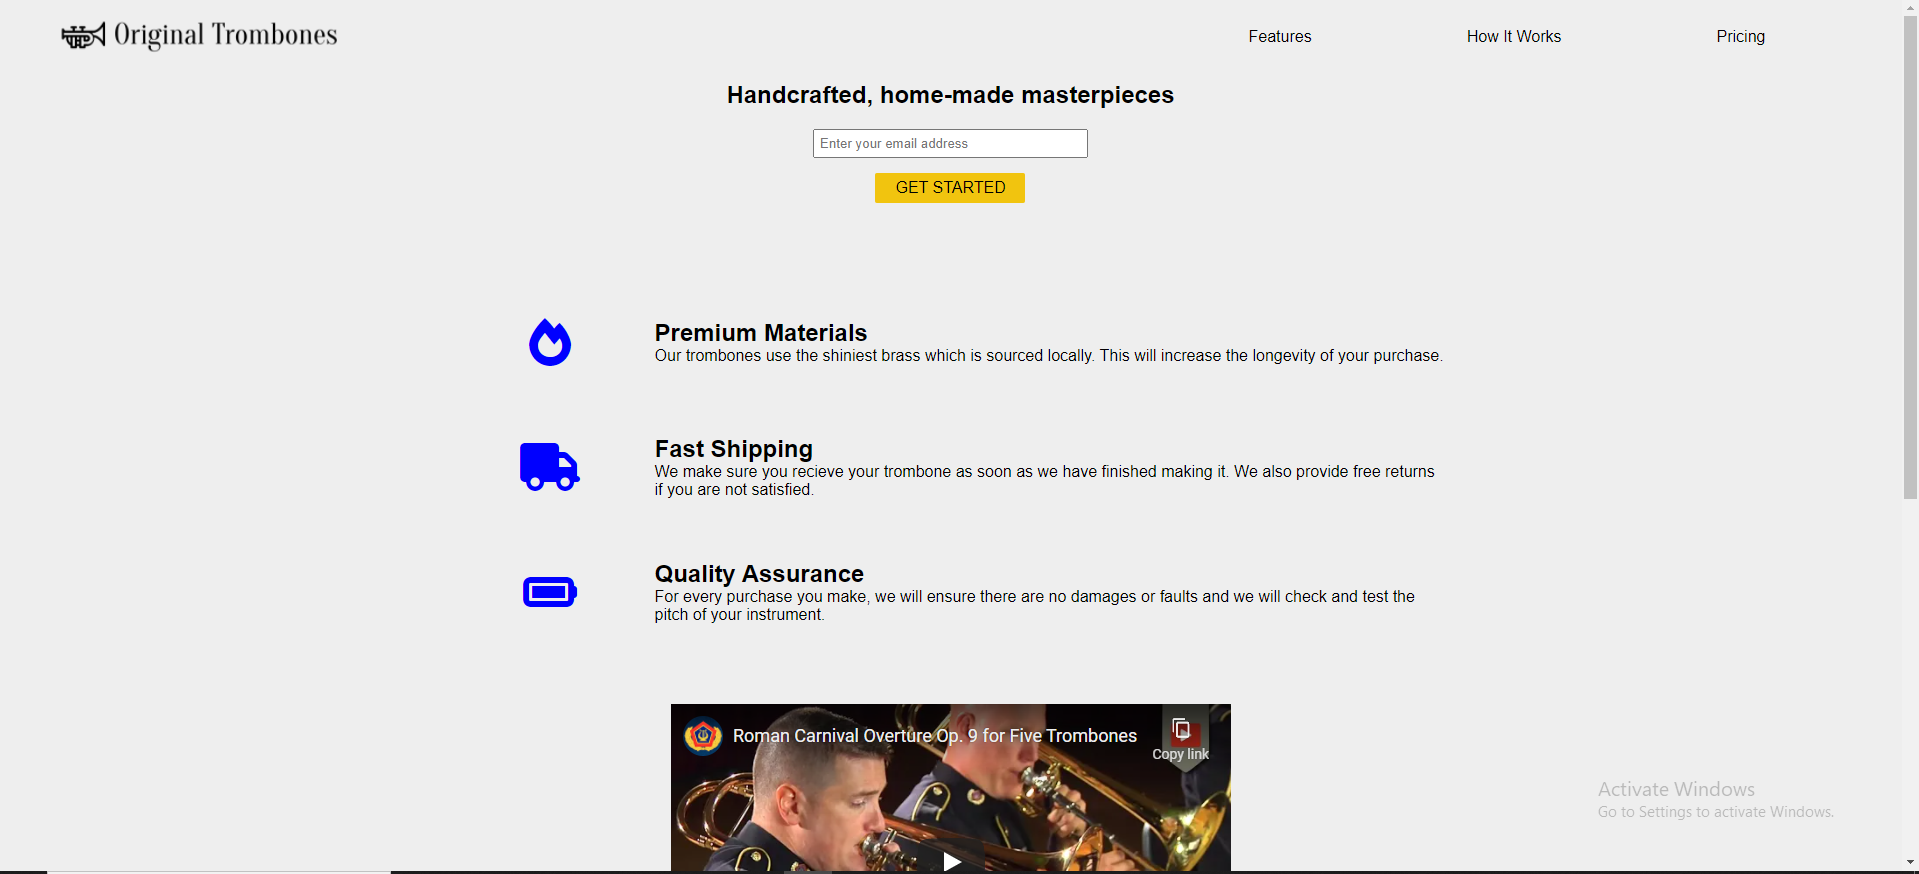 Original Trombones
Features
How It Works
Pricing
Handcrafted, home-made masterpieces
Enter your email address
GET STARTED
Premium Materials
Our trombones use the shiniest brass which is sourced locally. This will increase the longevity of your purchase.
Fast Shipping
We make sure you recieve your trombone as soon as we have finished making it. We also provide free returns
if you are not satisfied.
Quality Assurance
For every purchase you make, we will ensure there are no damages or faults and we will check and test the
pitch of your instrument.
Roman Carnival Overture Op. 9 for Five Trombones
Copy link
Activate Windows
Go to Settings to activate Windows.